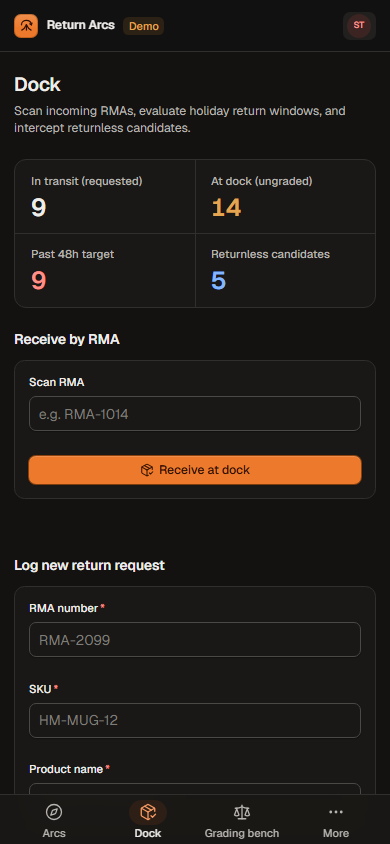 Return Arcs
Demo
ST
Dock
Scan incoming RMAs, evaluate holiday return windows, and
intercept returnless candidates.
In transit (requested)
9
At dock (ungraded)
14
Past 48h target
9
Returnless candidates
5
Receive by RMA
Scan RMA
e.g. RMA-1014
Receive at dock
Log new return request
RMA number *
RMA-2099
SKU *
HM-MUG-12
Product name *
Arcs
Dock
Grading bench
More